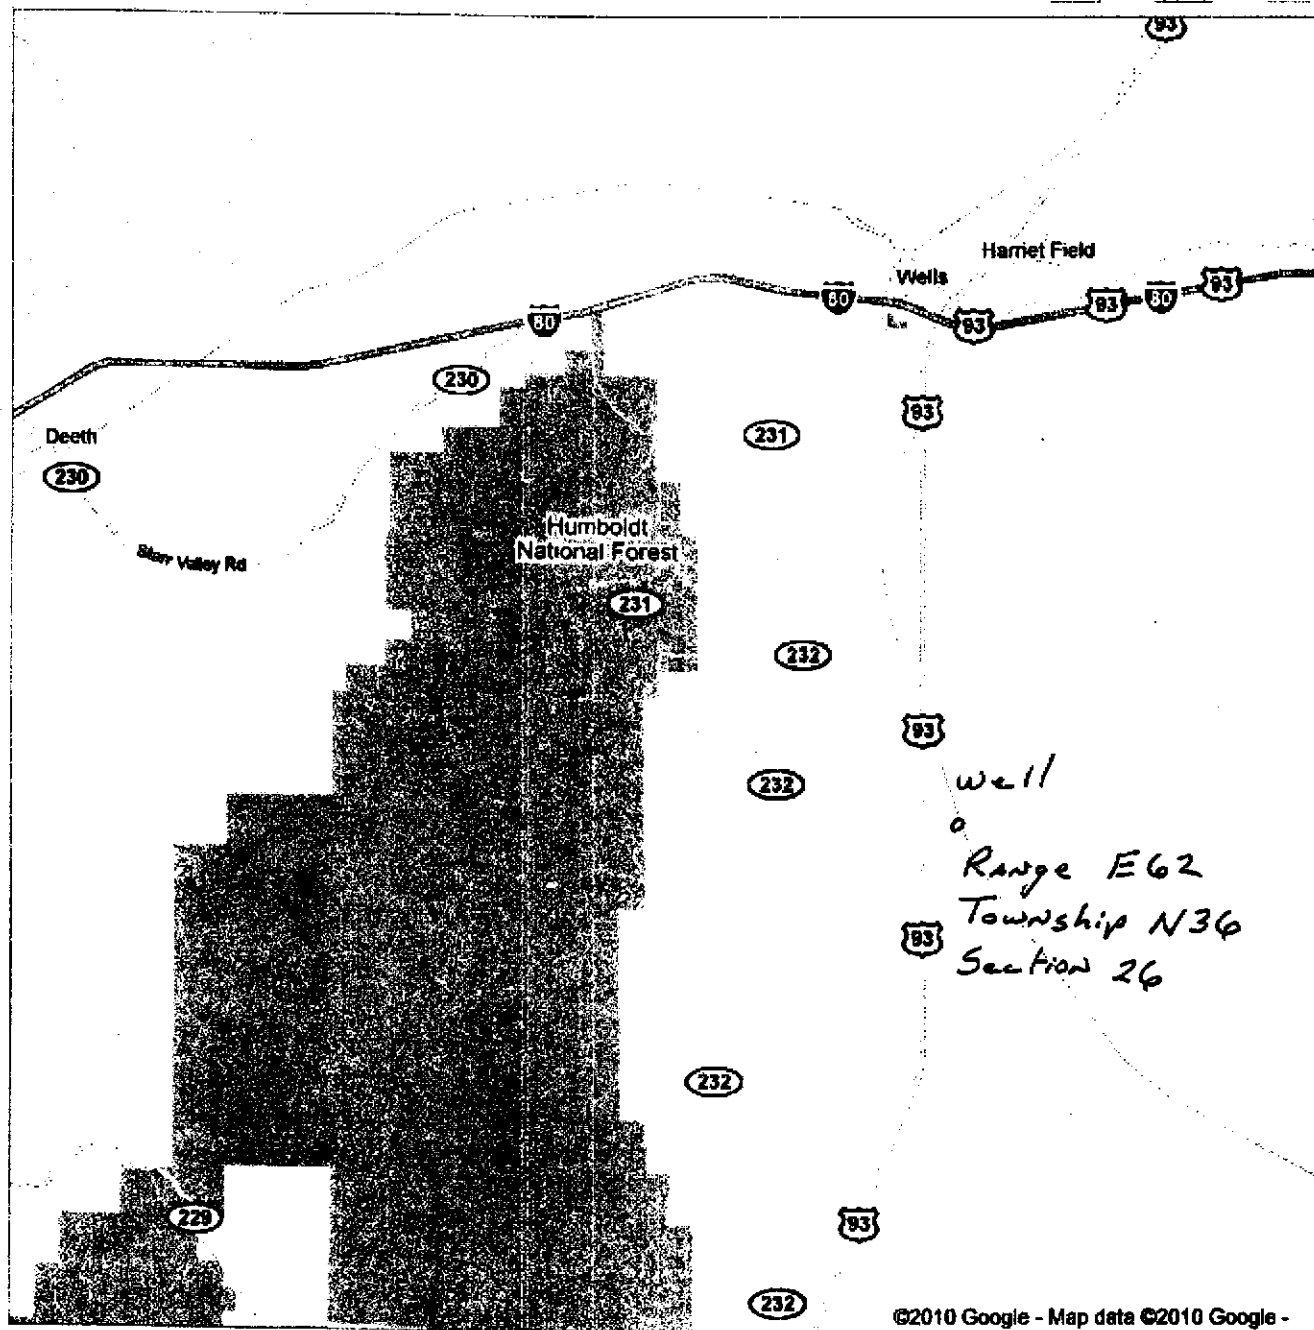 93
Harriet Field
Wells
80
93
93
80
93
80
230
93
231
Deeth
230
Humboldt
National Forest
Starr Valley Rd
231
232
93
232
well
Range E62
Township N36
93
Section 26
232
229
93
232
©2010 Google - Map data ©2010 Google -